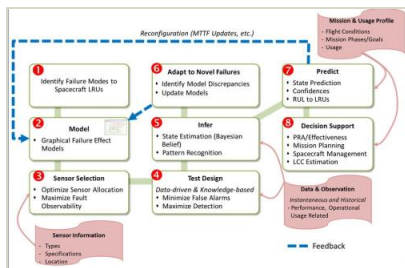 Reconfiguration (MTTF Updates, etc.)
Mission & Usage Profile
- Flight Conditions
- Mission Phases/Goals
- Usage
1
Identify Failure Modes to
Spacecraft LRUs
6
Adapt to Novel Failures
• Identify Model Discrepancies
• Update Models
7
Predict
• State Prediction
• Confidences
• RUL to LRUs
2
Model
• Graphical Failure Effect
Models
5
Infer
• State Estimation (Bayesian
Belief)
• Pattern Recognition
8
Decision Support
• PRA/Effectiveness
• Mission Planning
• Spacecraft Management
• LCC Estimation
3
Sensor Selection
• Optimize Sensor Allocation
• Maximize Fault
Observability
4
Test Design
Data-driven & Knowledge-based
• Minimize False Alarms
• Maximize Detection
Data & Observation
Instantaneous and Historical
- Performance, Operational
Usage Related
Sensor Information
- Types
- Specifications
- Location
Feedback